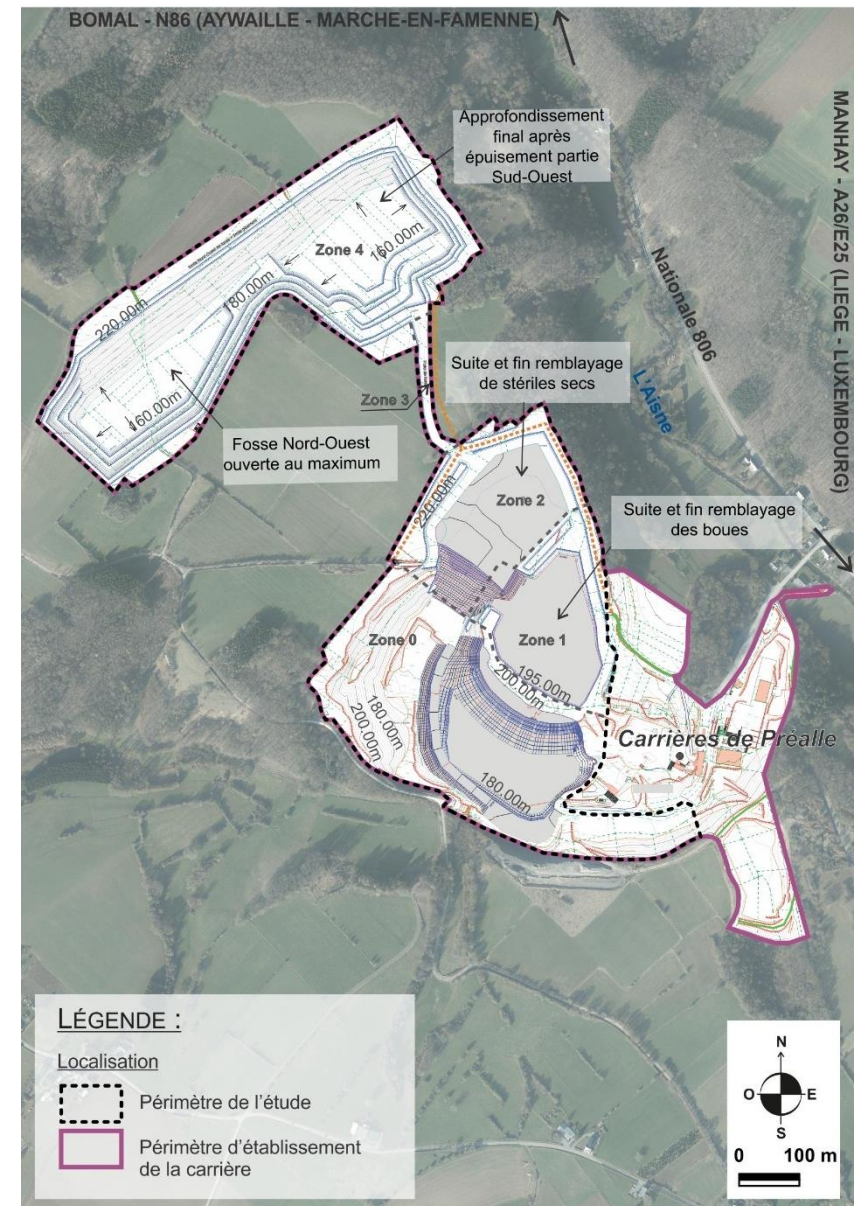 BOMAL - N86 (AYWAILLE - MARCHE-EN-FAMENNE)
MANHAY - A26/E25 (LIEGE - LUXEMBOURG)
Approfondissement
final après
épuisement partie
Sud-Ouest
Zone 4
160.00m
180.00m
220.00m
160.00m
Nationale 806
L'Aisne
Suite et fin remblayage
de stériles secs
Zone 3
Fosse Nord-Ouest
ouverte au maximum
Zone 2
220.00m
Suite et fin remblayage
des boues
Zone 0
Zone 1
195.00m
200.00m
180.00m
200.00m
Carrières de Préalle
180.00m
LÉGENDE :
Localisation
Périmètre de l'étude
Périmètre d'établissement
de la carrière
N
O
E
S
0 100 m